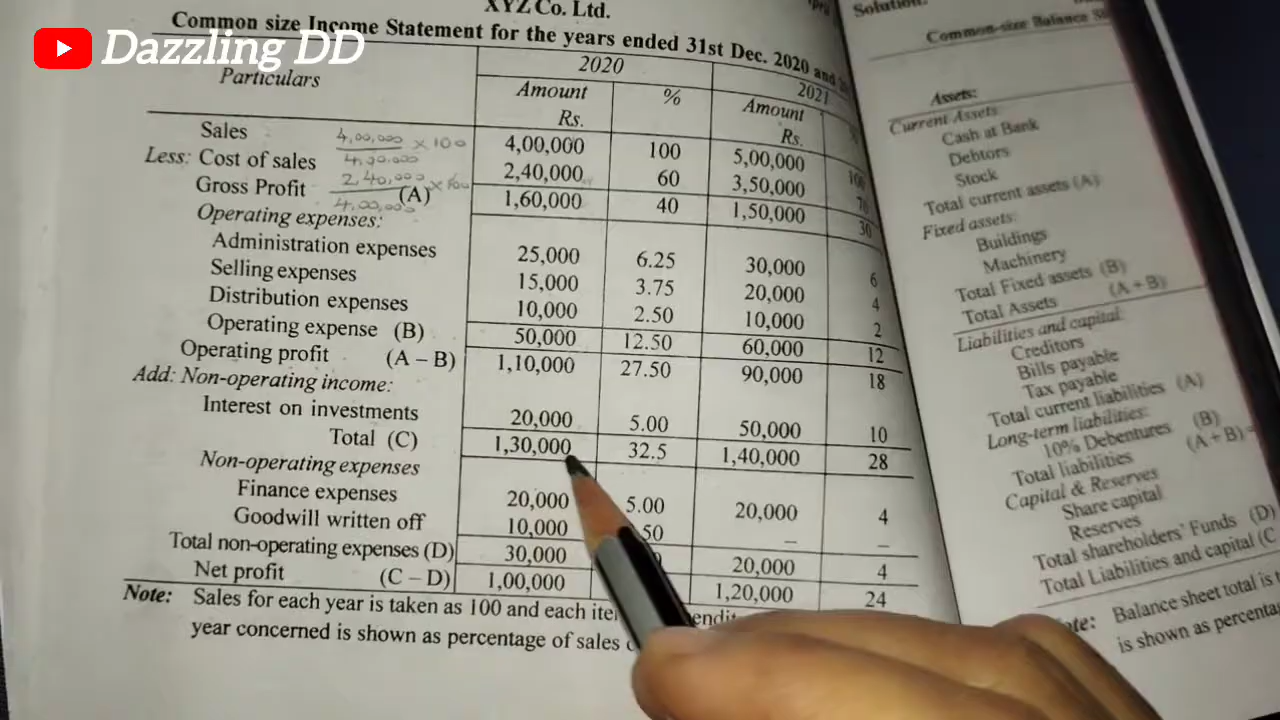 Dazzling DD
XYZ Co. Ltd.
Common size Income Statement for the years ended 31st Dec. 2020 and
Particulars 2020 2021
Amount Rs. % Amount Rs.
Sales 4,00,000/4,00,000 × 100 4,00,000 100 5,00,000 100
Less: Cost of sales 2,40,000/4,00,000 × 100 2,40,000 60 3,50,000 70
Gross Profit (A) 1,60,000 40 1,50,000 30
Operating expenses:
Administration expenses 25,000 6.25 30,000 6
Selling expenses 15,000 3.75 20,000 4
Distribution expenses 10,000 2.50 10,000 2
Operating expense (B) 50,000 12.50 60,000 12
Operating profit (A – B) 1,10,000 27.50 90,000 18
Add: Non-operating income:
Interest on investments 20,000 5.00 50,000 10
Total (C) 1,30,000 32.5 1,40,000 28
Non-operating expenses
Finance expenses 20,000 5.00 20,000 4
Goodwill written off 10,000 .50 – –
Total non-operating expenses (D) 30,000 20,000 4
Net profit (C – D) 1,00,000 1,20,000 24
Note: Sales for each year is taken as 100 and each
year concerned is shown as percentage of sales
Solution:
Common-size Balance
Assets:
Current Assets:
Cash at Bank
Debtors
Stock
Total current assets (A)
Fixed assets:
Buildings
Machinery
Total Fixed assets (B)
Total Assets (A + B)
Liabilities and capital:
Creditors
Bills payable
Tax payable
Total current liabilities (A)
Long-term liabilities:
10% Debentures (B)
Total liabilities (A + B) =
Capital & Reserves
Share capital
Reserves
Total shareholders' Funds (D)
Total Liabilities and capital (C
Balance sheet total is
is shown as